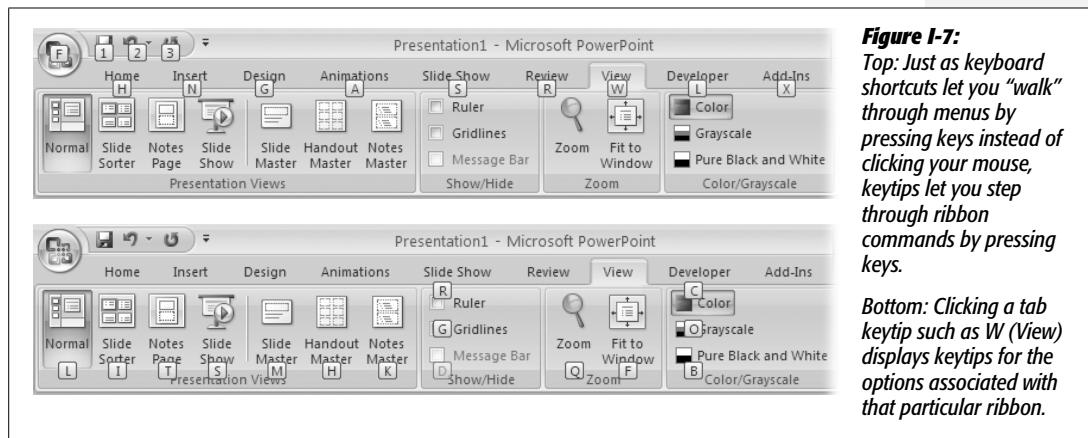 F
1 2 3
Presentation1 - Microsoft PowerPoint
Home Insert Design Animations Slide Show Review View Developer Add-Ins
H N G A S R W L X
Normal
Slide Sorter
Notes Page
Slide Show
Slide Master
Handout Master
Notes Master
Presentation Views
Ruler
Gridlines
Message Bar
Show/Hide
Zoom
Fit to Window
Zoom
Color
Grayscale
Pure Black and White
Color/Grayscale
Presentation1 - Microsoft PowerPoint
Home Insert Design Animations Slide Show Review View Developer Add-Ins
Normal
Slide Sorter
Notes Page
Slide Show
Slide Master
Handout Master
Notes Master
L I T S M H K
Presentation Views
R
Ruler
G Gridlines
Message Bar
D
Show/Hide
Zoom
Fit to Window
Q F
Zoom
C
Color
O Grayscale
Pure Black and White
B
Color/Grayscale
Figure I-7:
Top: Just as keyboard
shortcuts let you “walk”
through menus by
pressing keys instead of
clicking your mouse,
keytips let you step
through ribbon
commands by pressing
keys.
Bottom: Clicking a tab
keytip such as W (View)
displays keytips for the
options associated with
that particular ribbon.